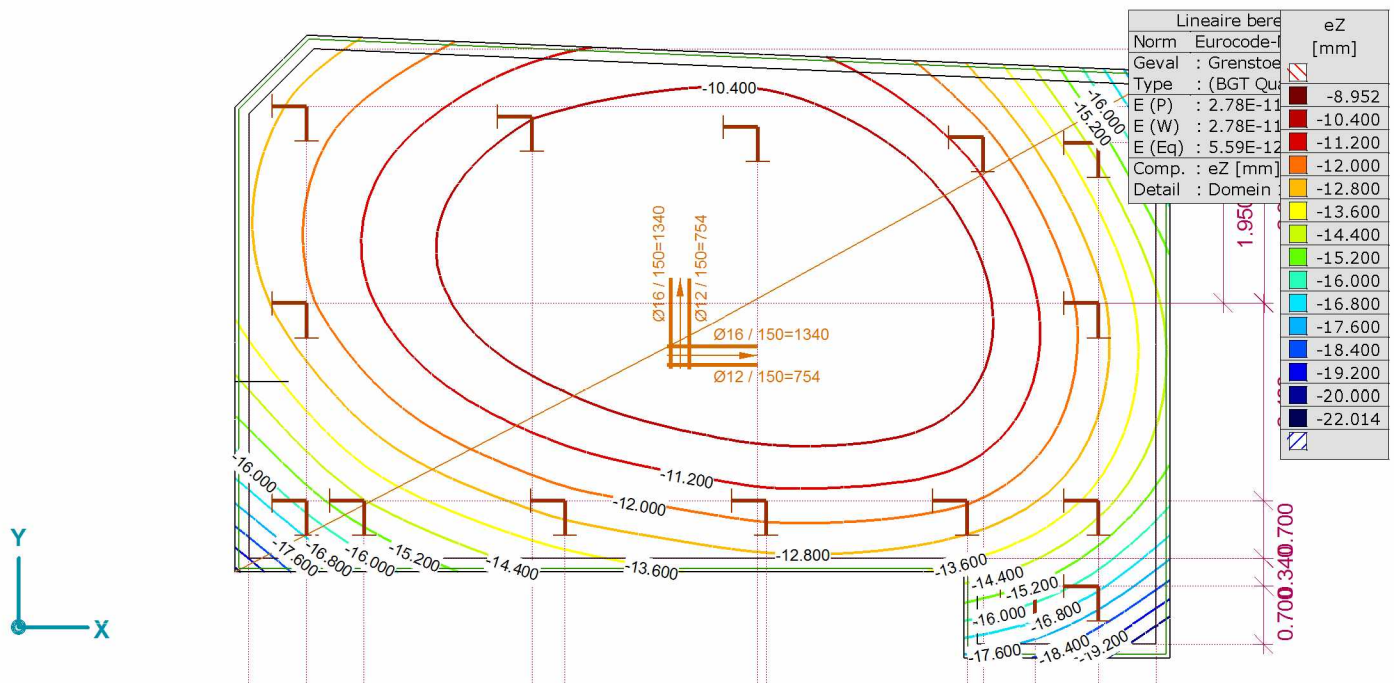 Lineaire bere
Norm Eurocode-
Geval : Grenstoe
Type : (BGT Qua
E (P) : 2.78E-11
E (W) : 2.78E-11
E (Eq) : 5.59E-12
Comp. : eZ [mm]
Detail : Domein
eZ
[mm]
-8.952
-10.400
-11.200
-12.000
-12.800
-13.600
-14.400
-15.200
-16.000
-16.800
-17.600
-18.400
-19.200
-20.000
-22.014
-10.400
-16.000
-15.200
1.950
Ø16 / 150=1340
Ø12 / 150=754
Ø16 / 150=1340
Ø12 / 150=754
-16.000
-11.200
-12.000
-12.800
-13.600
-17.600
-16.800
-16.000
-15.200
-14.400
-13.600
-14.400
-15.200
-16.000
-16.800
-17.600
-18.400
-19.200
0.700
0.340
0.700
Y
X